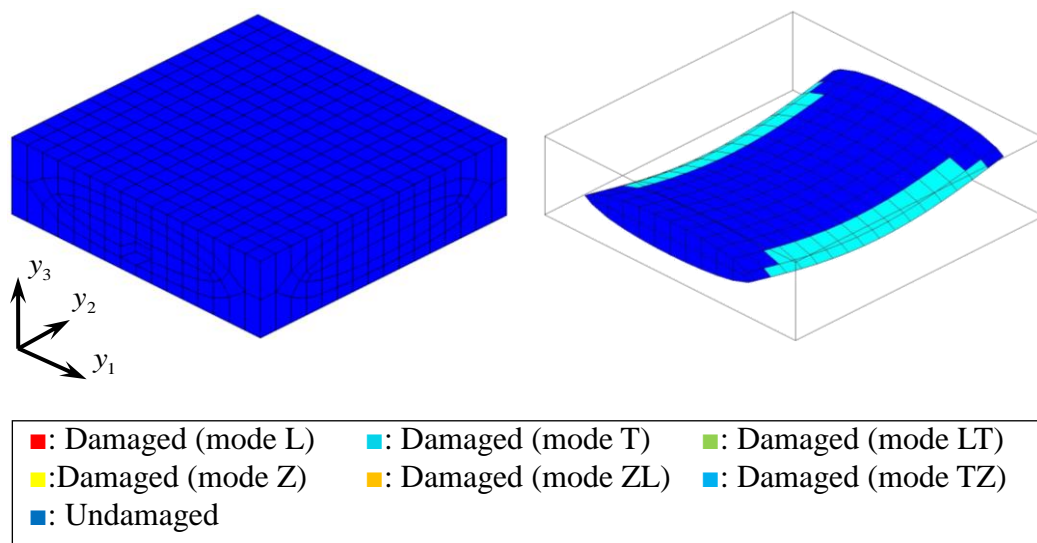 y3
y2
y1
■: Damaged (mode L) ■: Damaged (mode T) ■: Damaged (mode LT)
■:Damaged (mode Z) ■: Damaged (mode ZL) ■: Damaged (mode TZ)
■: Undamaged